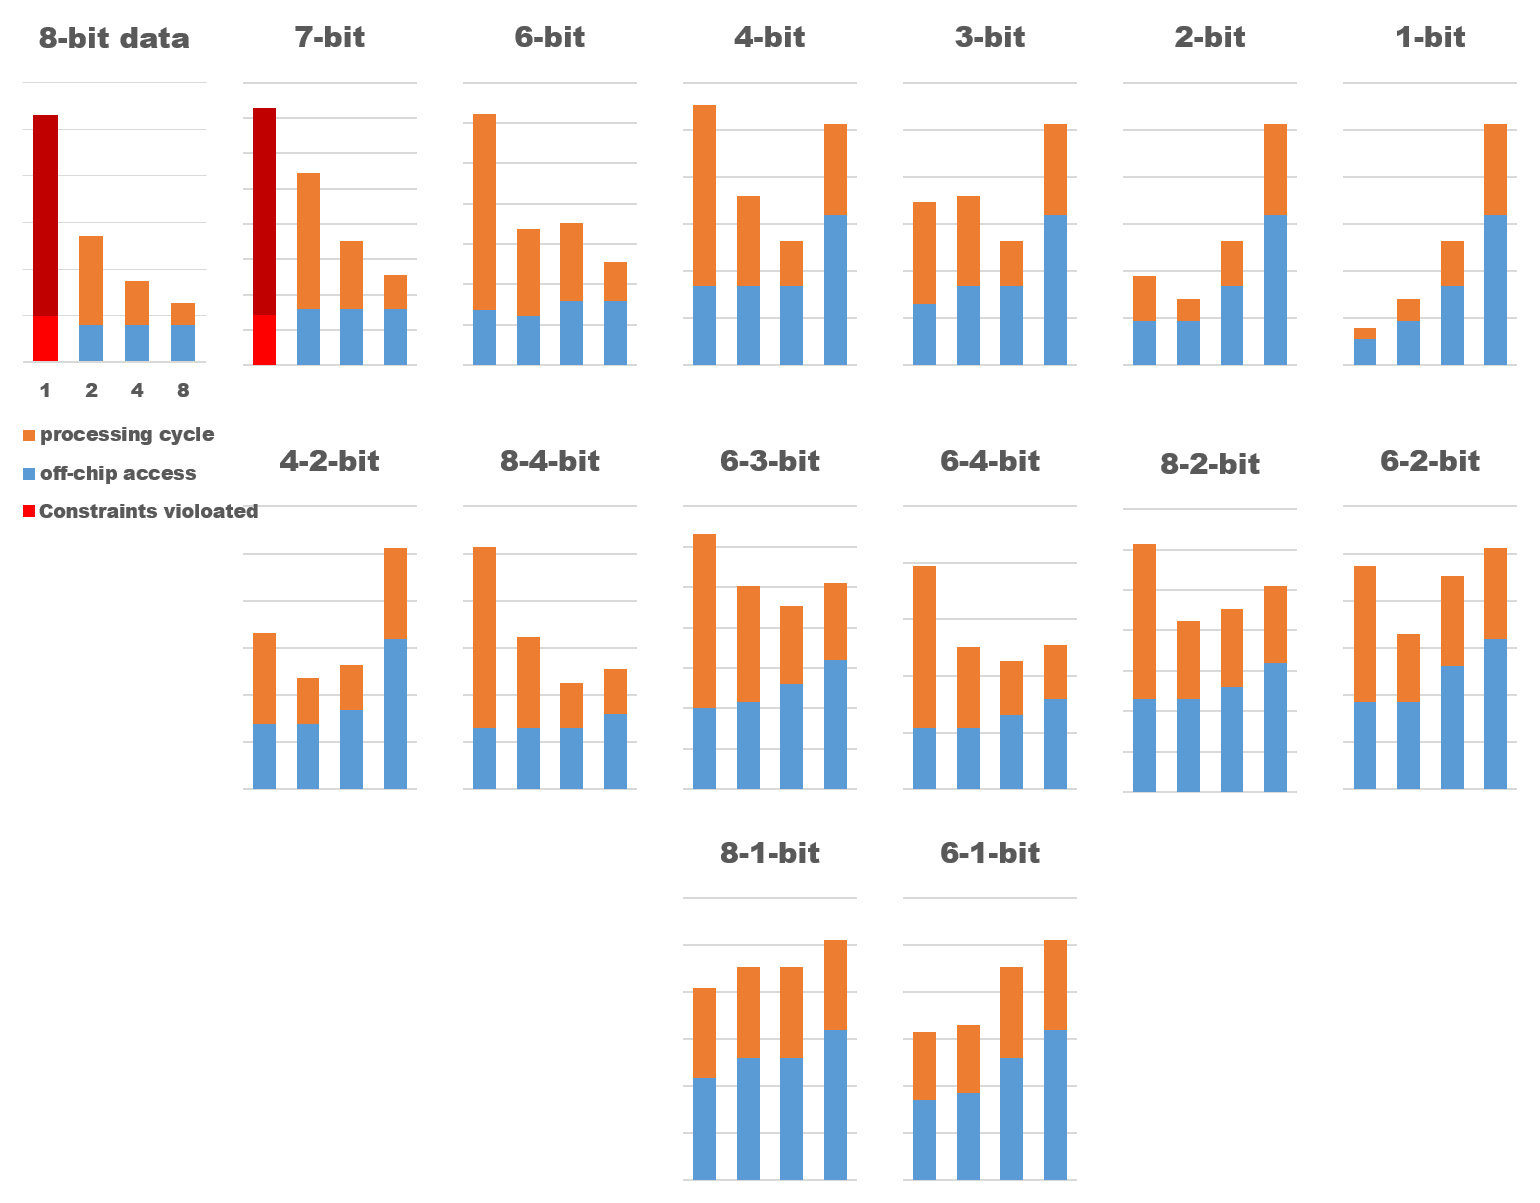 8-bit data
7-bit
6-bit
4-bit
3-bit
2-bit
1-bit
1 2 4 8
processing cycle
off-chip access
Constraints violoated
4-2-bit
8-4-bit
6-3-bit
6-4-bit
8-2-bit
6-2-bit
8-1-bit
6-1-bit